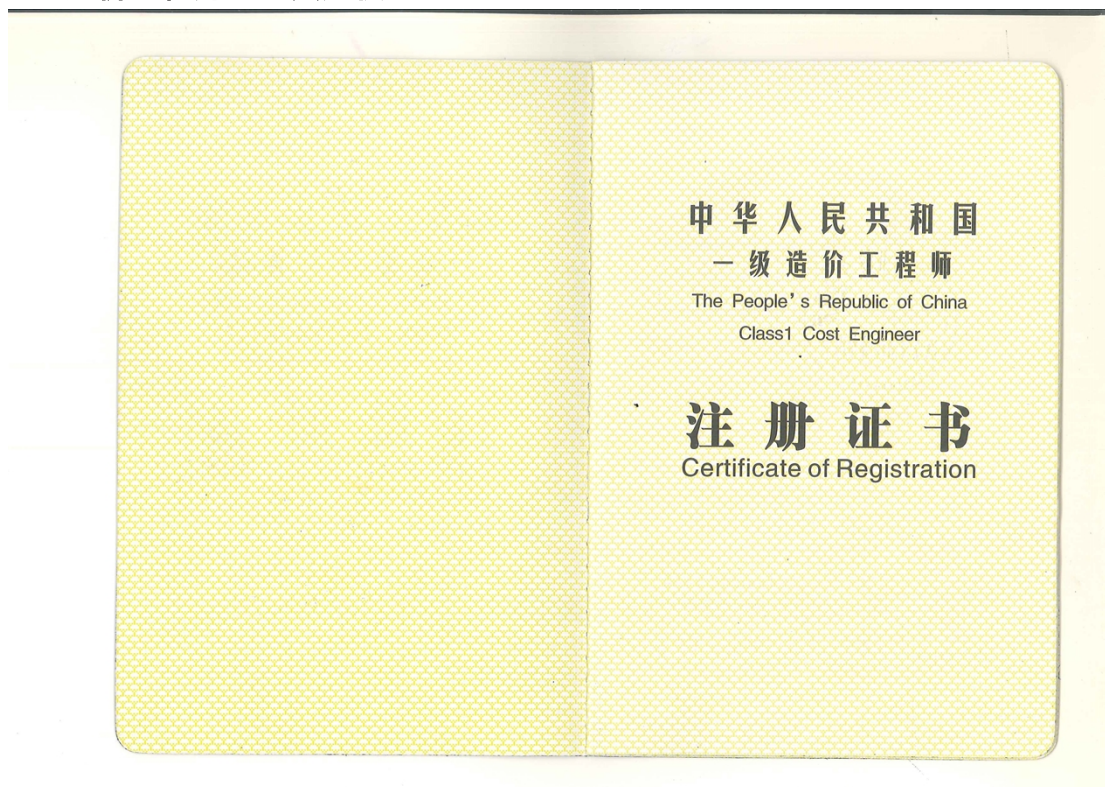 中华人民共和国
一级造价工程师
The People's Republic of China
Class1 Cost Engineer
注册证书
Certificate of Registration